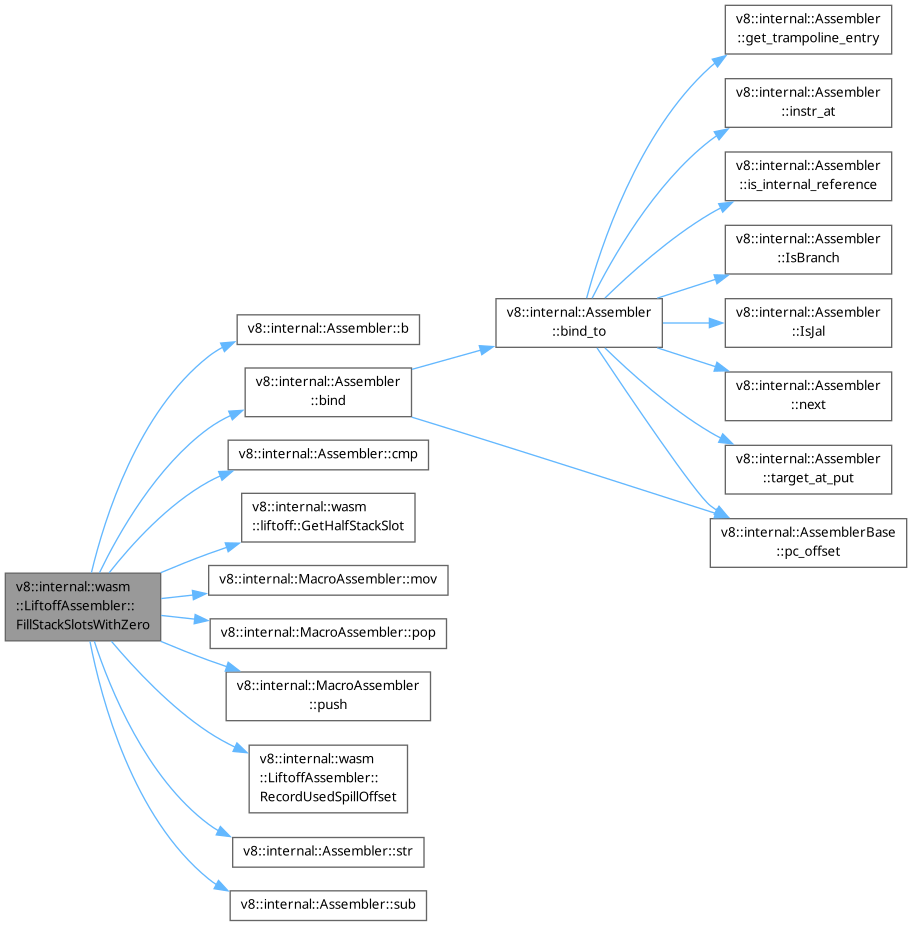 v8::internal::wasm
::LiftoffAssembler::
FillStackSlotsWithZero
v8::internal::Assembler::b
v8::internal::Assembler
::bind
v8::internal::Assembler::cmp
v8::internal::wasm
::liftoff::GetHalfStackSlot
v8::internal::MacroAssembler::mov
v8::internal::MacroAssembler::pop
v8::internal::MacroAssembler
::push
v8::internal::wasm
::LiftoffAssembler::
RecordUsedSpillOffset
v8::internal::Assembler::str
v8::internal::Assembler::sub
v8::internal::Assembler
::bind_to
v8::internal::Assembler
::get_trampoline_entry
v8::internal::Assembler
::instr_at
v8::internal::Assembler
::is_internal_reference
v8::internal::Assembler
::IsBranch
v8::internal::Assembler
::IsJal
v8::internal::Assembler
::next
v8::internal::Assembler
::target_at_put
v8::internal::AssemblerBase
::pc_offset